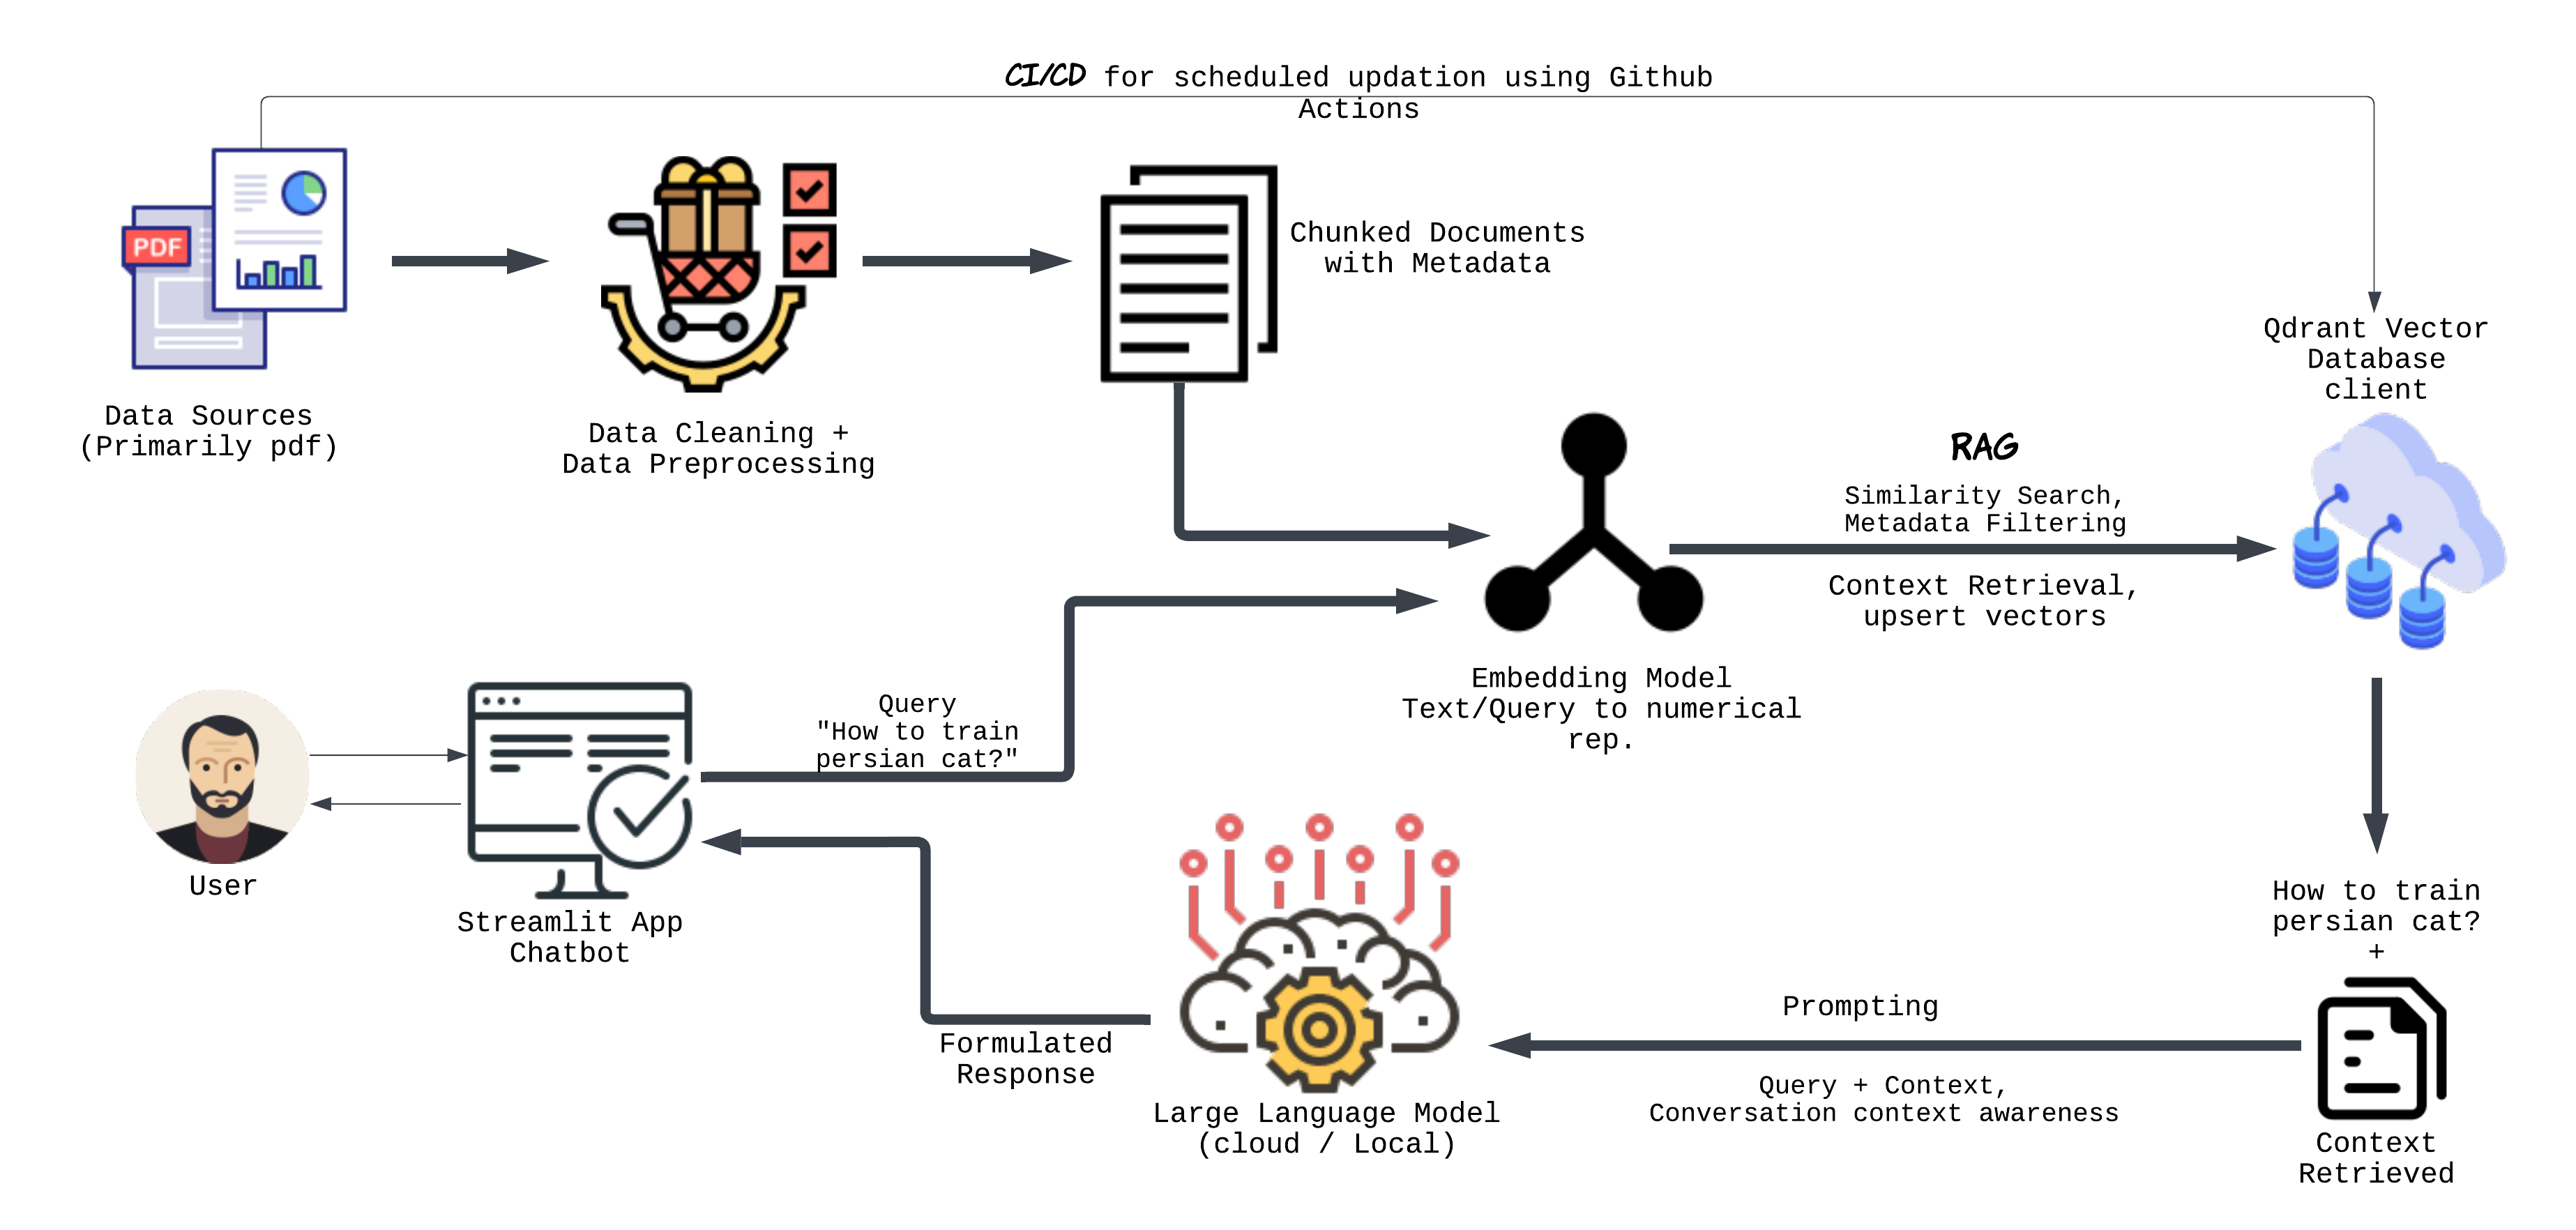 CI/CD for scheduled updation using Github
Actions
PDF
Chunked Documents
with Metadata
Data Sources
(Primarily pdf)
Data Cleaning +
Data Preprocessing
Qdrant Vector
Database
client
RAG
Similarity Search,
Metadata Filtering
Context Retrieval,
upsert vectors
Embedding Model
Text/Query to numerical
rep.
Query
"How to train
persian cat?"
User
Streamlit App
Chatbot
How to train
persian cat?
+
Prompting
Query + Context,
Conversation context awareness
Formulated
Response
Large Language Model
(cloud / Local)
Context
Retrieved